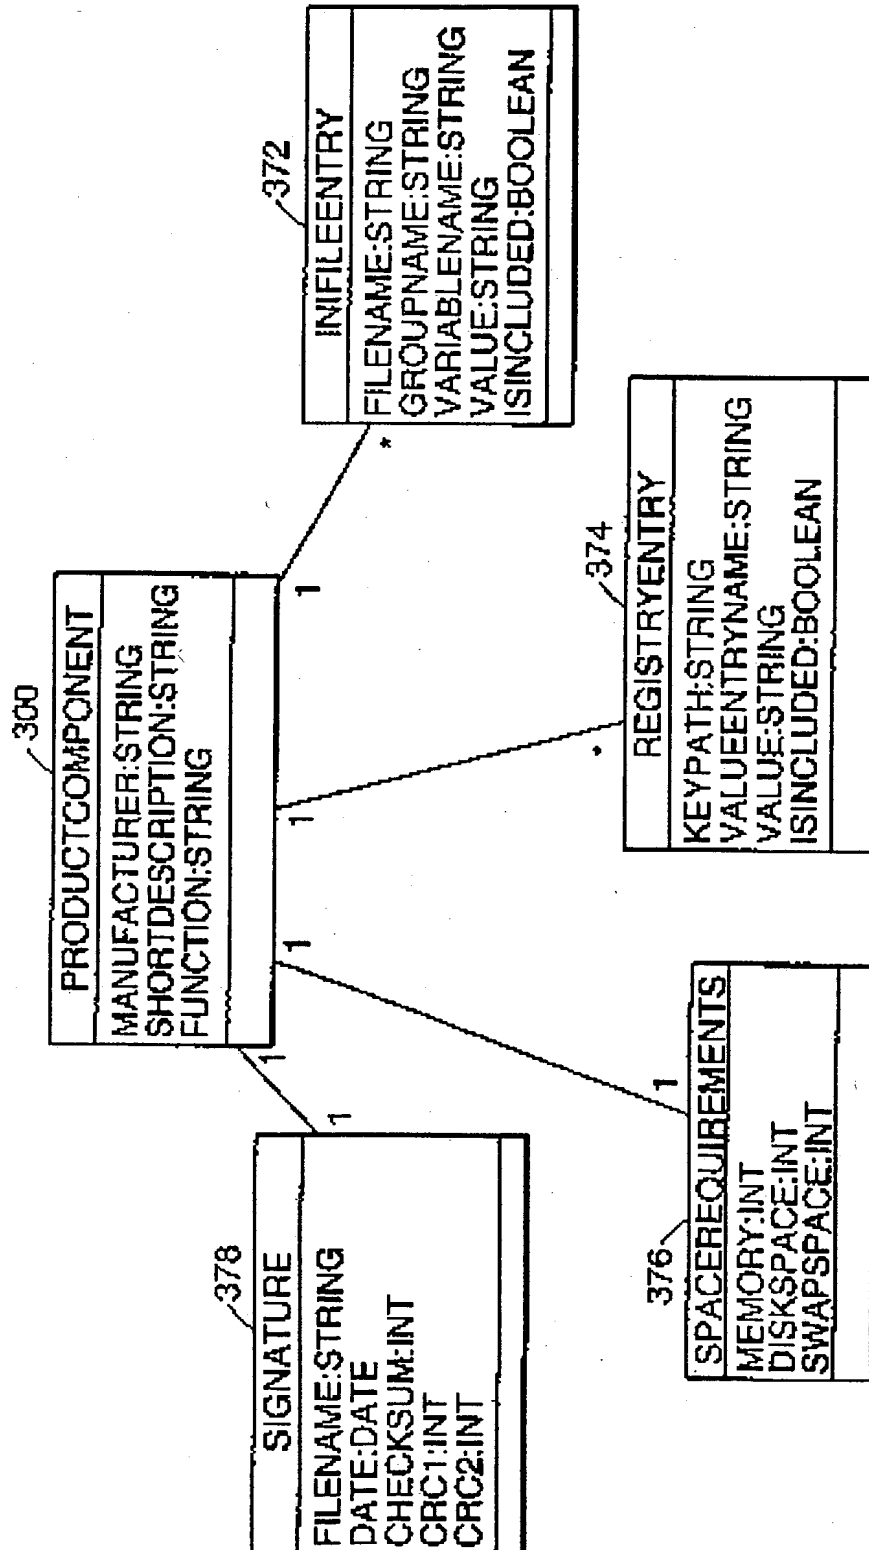 300
PRODUCTCOMPONENT
MANUFACTURER:STRING
SHORTDESCRIPTION:STRING
FUNCTION:STRING
1
1
1
1
378
SIGNATURE
FILENAME:STRING
DATE:DATE
CHECKSUM:INT
CRC1:INT
CRC2:INT
1
376
SPACEREQUIREMENTS
MEMORY:INT
DISKSPACE:INT
SWAPSPACE:INT
1
374
REGISTRYENTRY
KEYPATH:STRING
VALUEENTRYNAME:STRING
VALUE:STRING
ISINCLUDED:BOOLEAN
*
372
INIFILEENTRY
FILENAME:STRING
GROUPNAME:STRING
VARIABLENAME:STRING
VALUE:STRING
ISINCLUDED:BOOLEAN
*